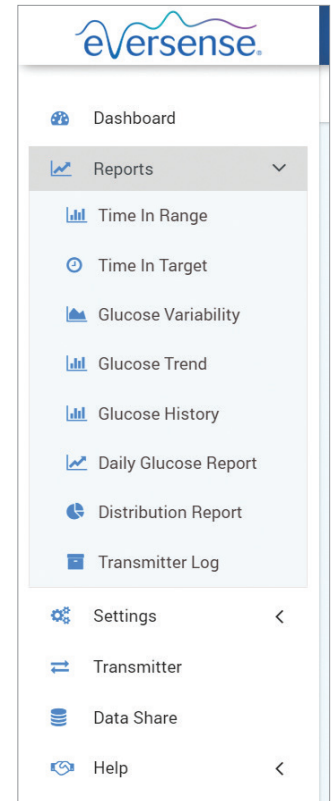 eversense.
Dashboard
Reports
Time In Range
Time In Target
Glucose Variability
Glucose Trend
Glucose History
Daily Glucose Report
Distribution Report
Transmitter Log
Settings
Transmitter
Data Share
Help